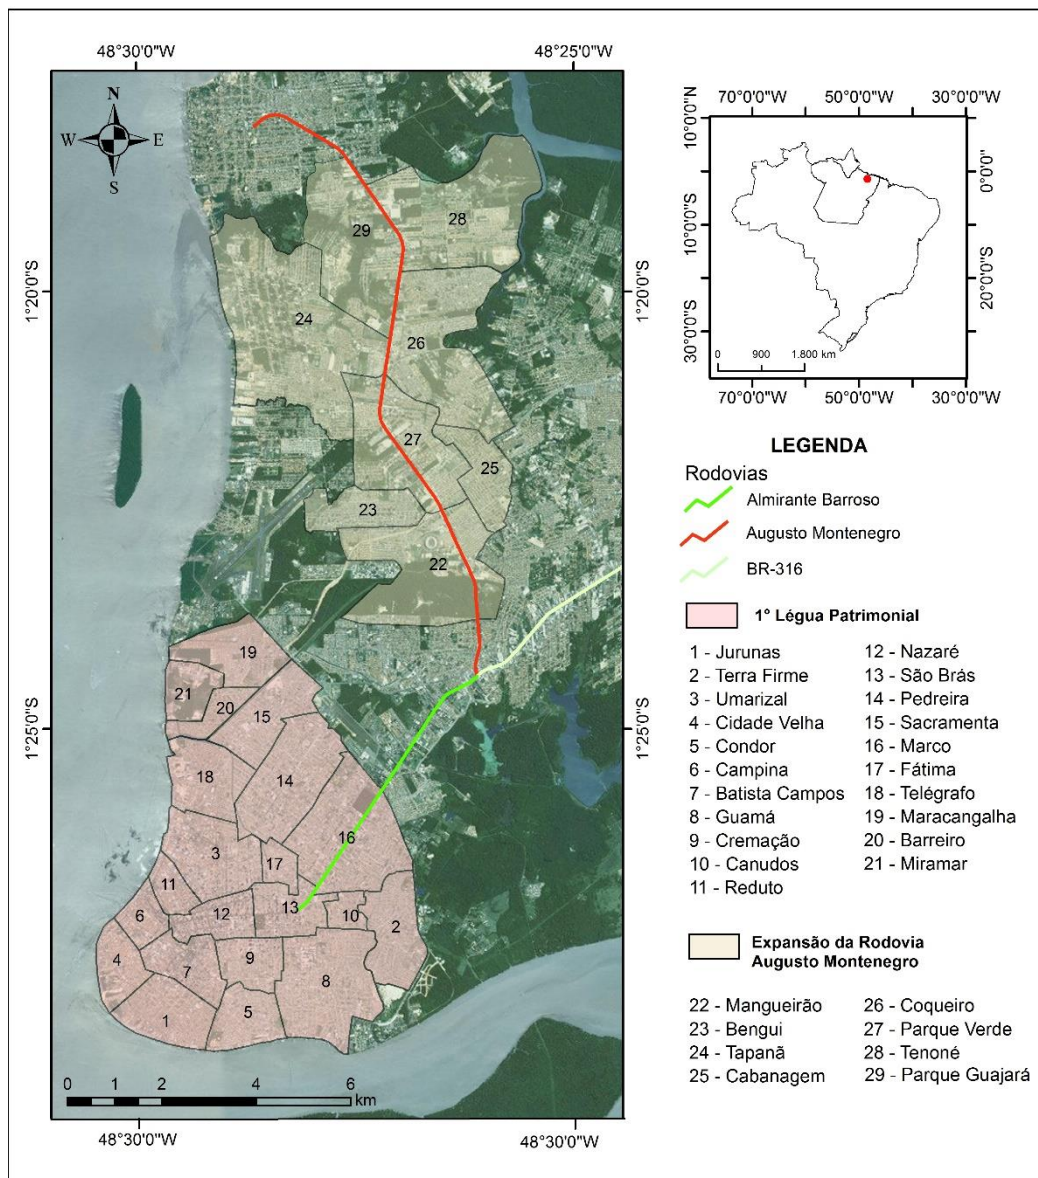 48°30'0"W 48°25'0"W
N
W E
S
1°20'0"S 1°20'0"S
1°25'0"S 1°25'0"S
29
28
24
26
27
25
23
22
19
21
20
15
18
14
16
3
17
11
12
13
10
6
2
4
7
9
8
1
5
0 1 2 4 6
km
48°30'0"W 48°30'0"W
70°0'0"W 50°0'0"W 30°0'0"W
10°0'0"N
0°0'0"
10°0'0"S
20°0'0"S
30°0'0"S
0 900 1.800 km
70°0'0"W 50°0'0"W 30°0'0"W
LEGENDA
Rodovias
Almirante Barroso
Augusto Montenegro
BR-316
1º Légua Patrimonial
1 - Jurunas
2 - Terra Firme
3 - Umarizal
4 - Cidade Velha
5 - Condor
6 - Campina
7 - Batista Campos
8 - Guamá
9 - Cremação
10 - Canudos
11 - Reduto
12 - Nazaré
13 - São Brás
14 - Pedreira
15 - Sacramenta
16 - Marco
17 - Fátima
18 - Telégrafo
19 - Maracangalha
20 - Barreiro
21 - Miramar
Expansão da Rodovia
Augusto Montenegro
22 - Mangueirão
23 - Bengui
24 - Tapanã
25 - Cabanagem
26 - Coqueiro
27 - Parque Verde
28 - Tenoné
29 - Parque Guajará